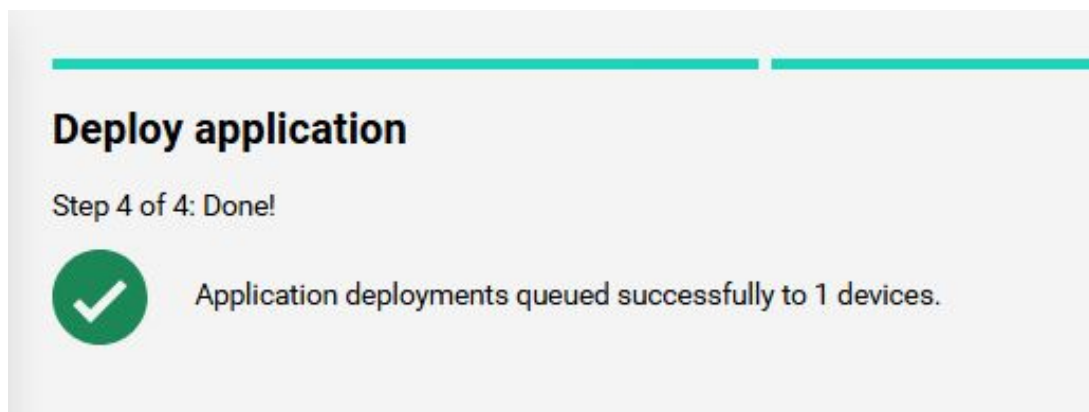 Deploy application
Step 4 of 4: Done!
Application deployments queued successfully to 1 devices.